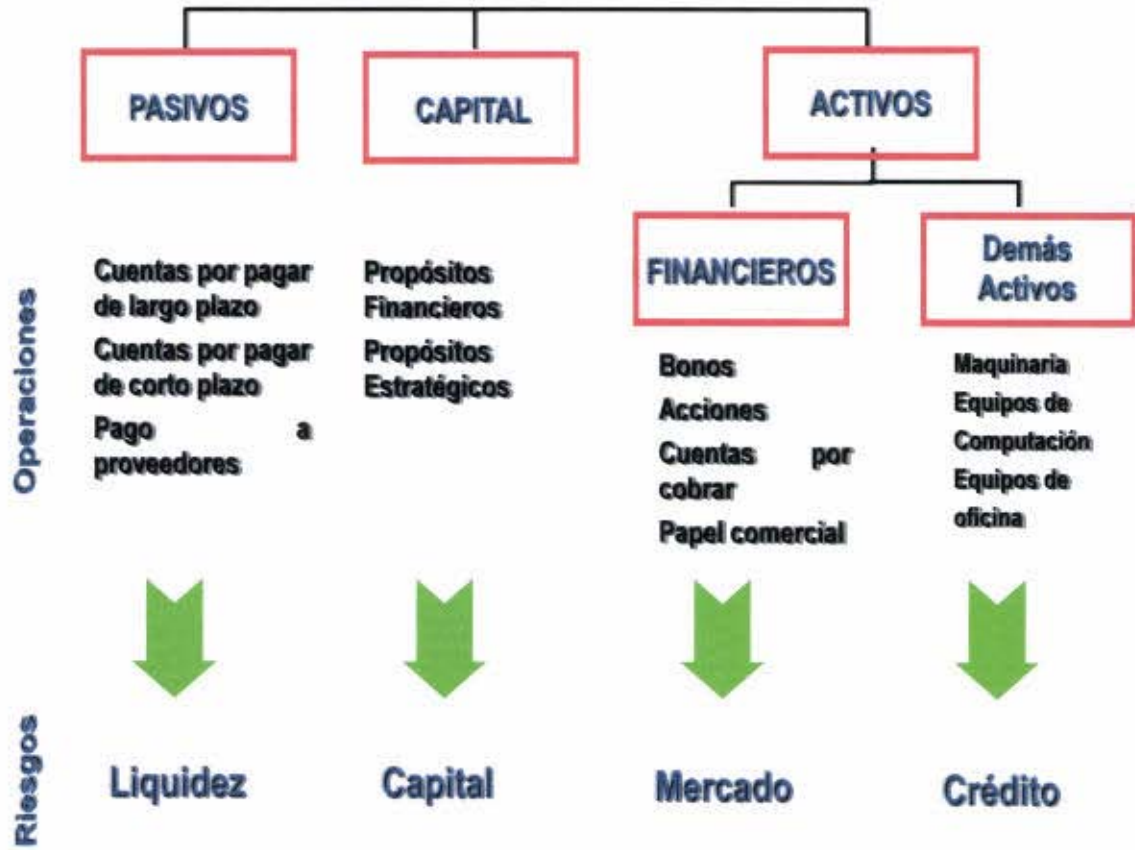 PASIVOS
CAPITAL
ACTIVOS
FINANCIEROS
Demás
Activos
Operaciones
Cuentas por pagar
de largo plazo
Cuentas por pagar
de corto plazo
Pago a
proveedores
Propósitos
Financieros
Propósitos
Estratégicos
Bonos
Acciones
Cuentas por
cobrar
Papel comercial
Maquinaria
Equipos de
Computación
Equipos de
oficina
Riesgos
Liquidez
Capital
Mercado
Crédito